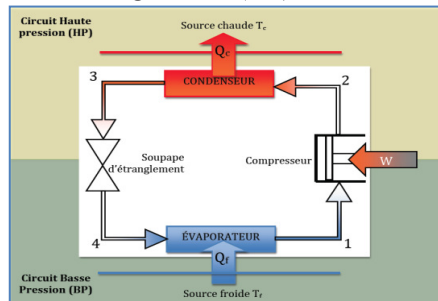 Circuit Haute
pression (HP)
Source chaude Tc
Qc
3
CONDENSEUR
2
Soupape
d'étranglement
Compresseur
W
4
ÉVAPORATEUR
1
Qf
Circuit Basse
Pression (BP)
Source froide Tf